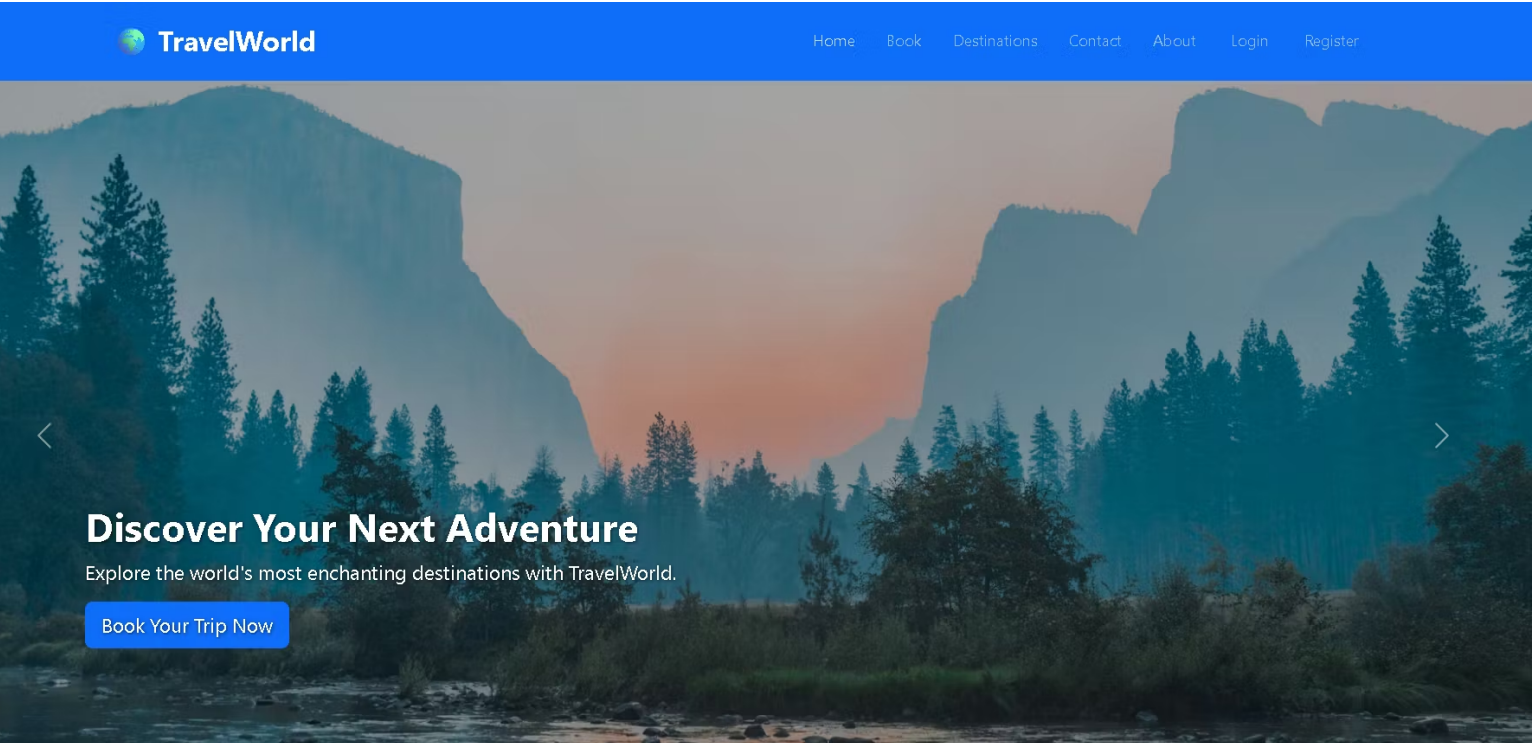 TravelWorld
Home Book Destinations Contact About Login Register
Discover Your Next Adventure
Explore the world's most enchanting destinations with TravelWorld.
Book Your Trip Now